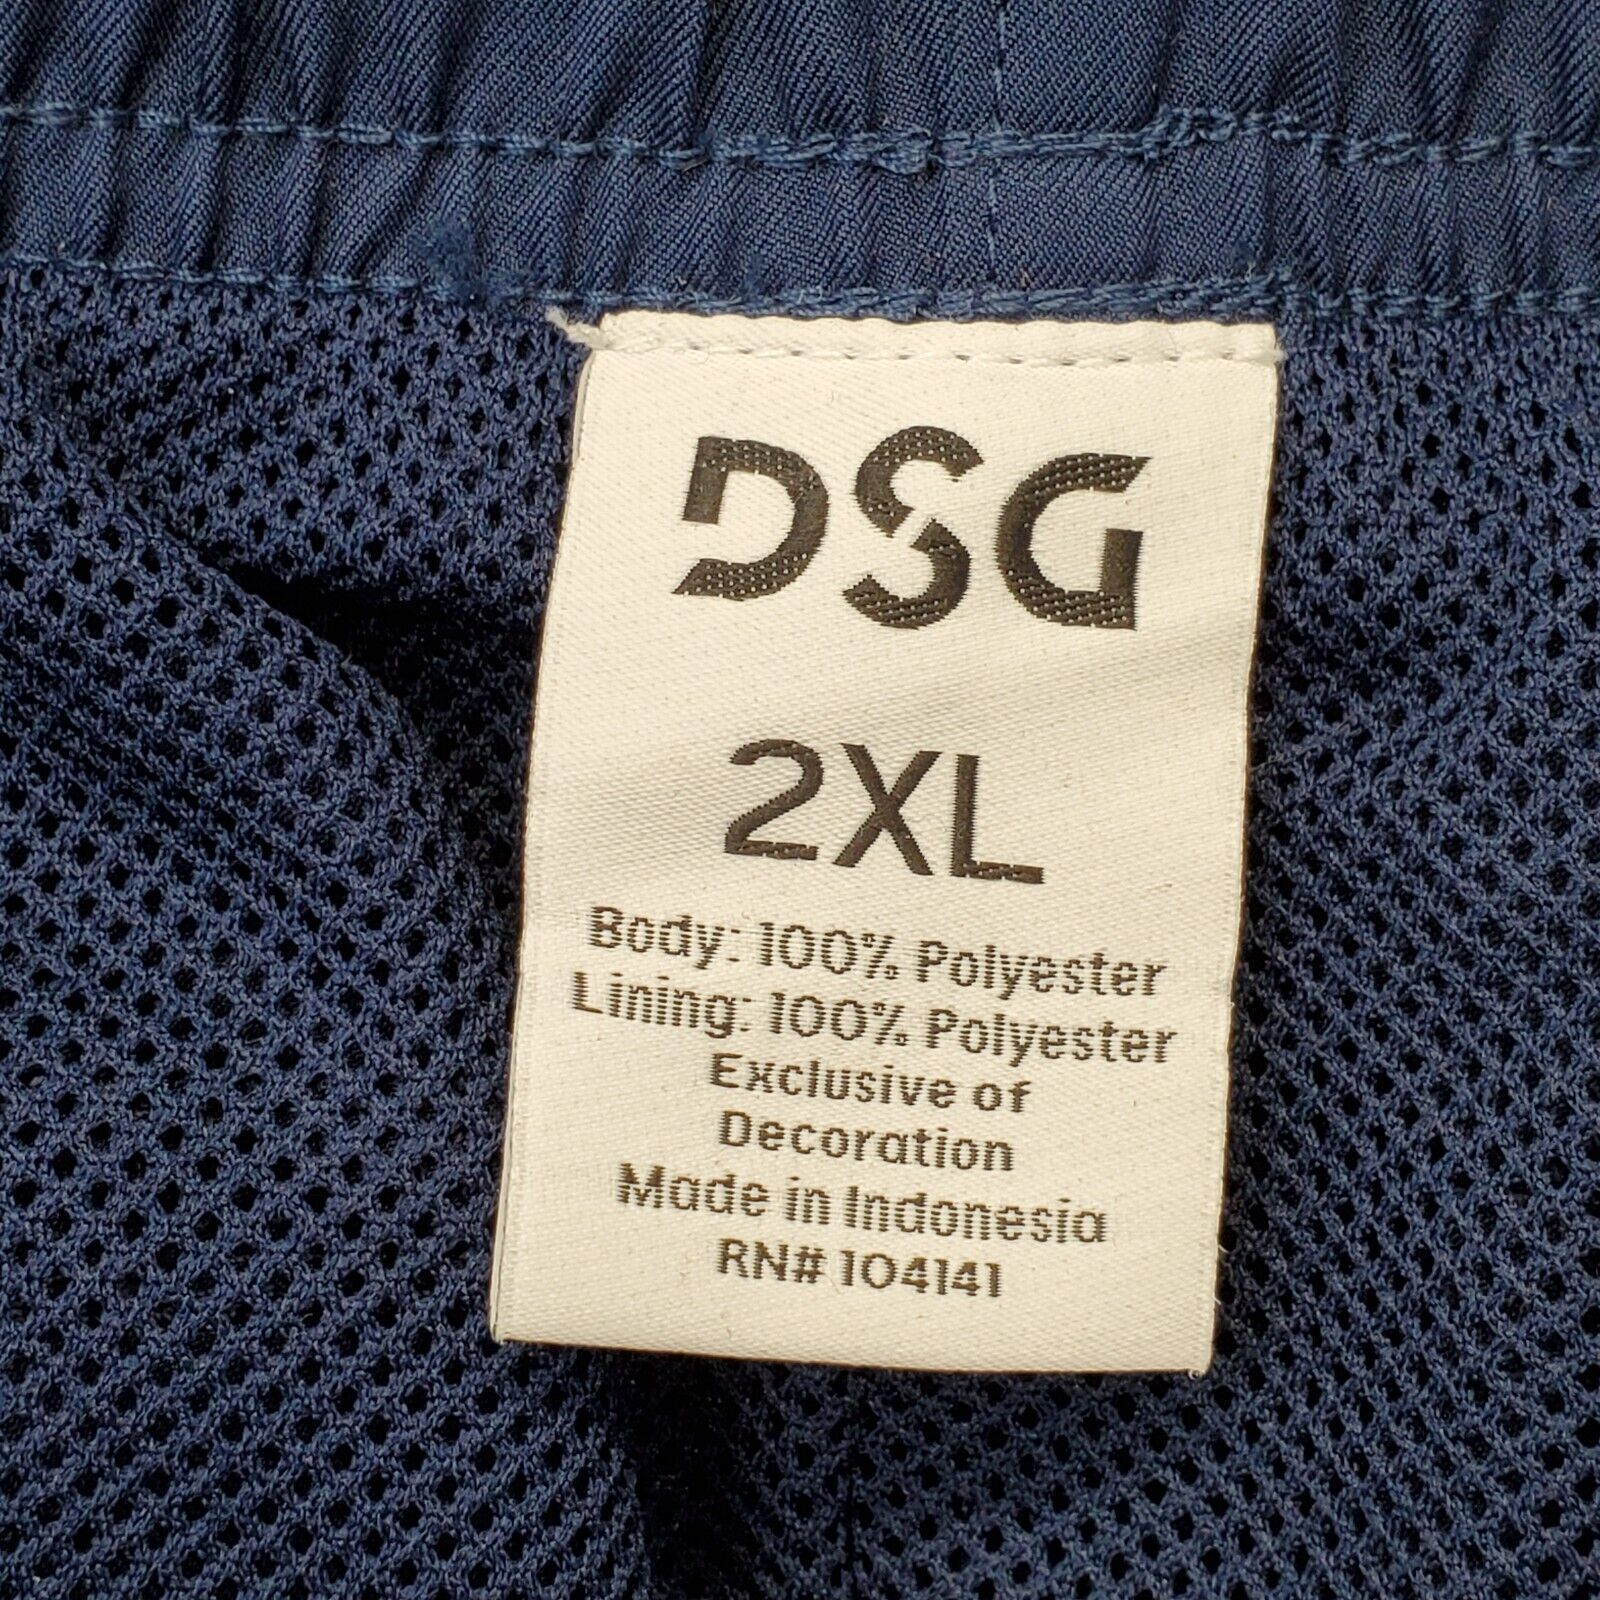 DSG
2XL
Body: 100% Polyester
Lining: 100% Polyester
Exclusive of
Decoration
Made in Indonesia
RN# 104141